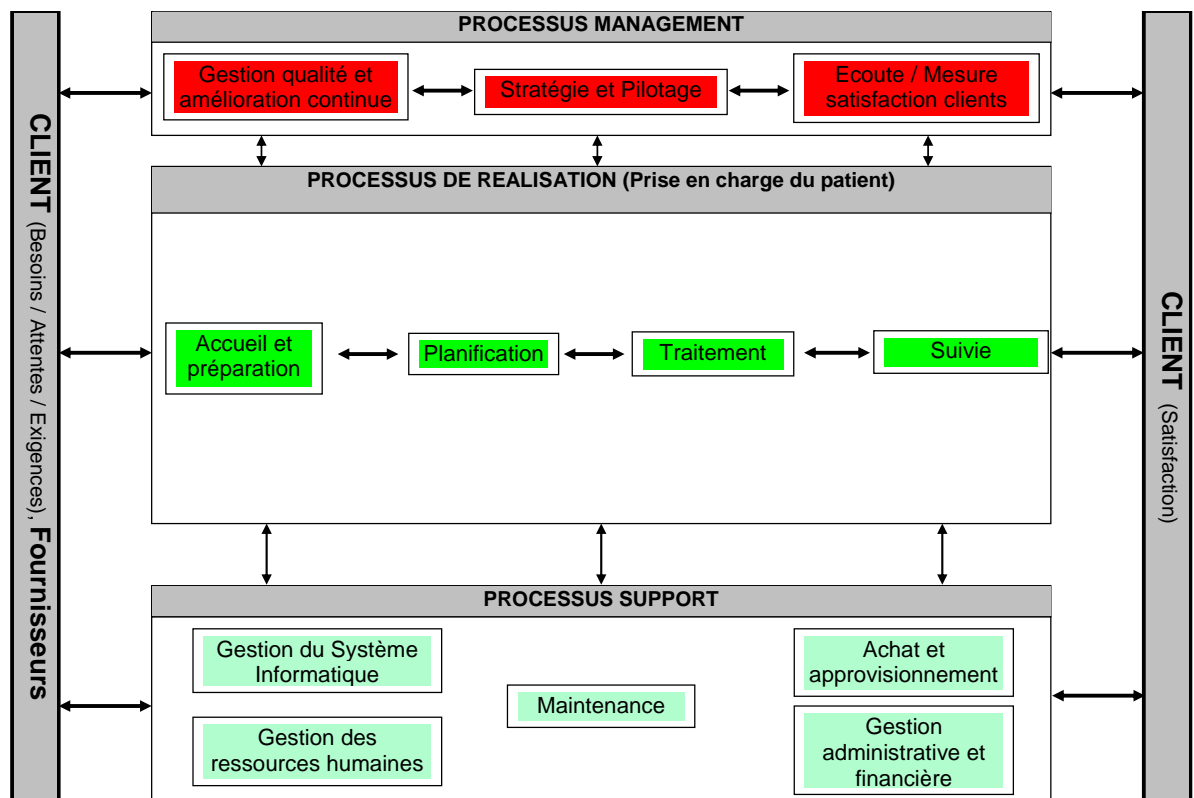 PROCESSUS MANAGEMENT
Gestion qualité et
amélioration continue
Stratégie et Pilotage
Ecoute / Mesure
satisfaction clients
CLIENT (Besoins / Attentes / Exigences), Fournisseurs
PROCESSUS DE REALISATION (Prise en charge du patient)
Accueil et
préparation
Planification
Traitement
Suivie
CLIENT (Satisfaction)
PROCESSUS SUPPORT
Gestion du Système
Informatique
Gestion des
ressources humaines
Maintenance
Achat et
approvisionnement
Gestion
administrative et
financière